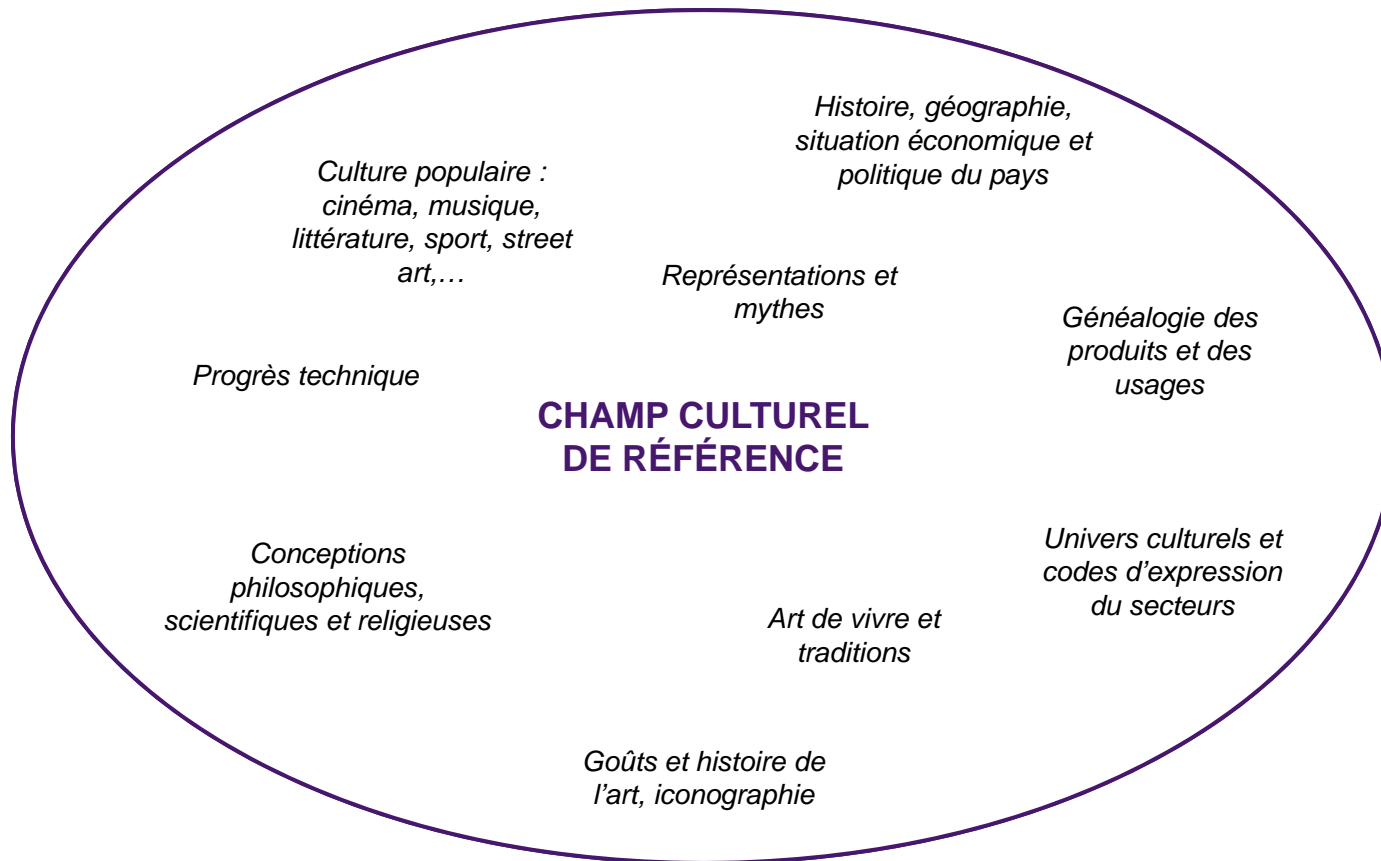 Histoire, géographie,
situation économique et
politique du pays
Culture populaire :
cinéma, musique,
littérature, sport, street
art,…
Représentations et
mythes
Généalogie des
produits et des
usages
Progrès technique
CHAMP CULTUREL
DE RÉFÉRENCE
Conceptions
philosophiques,
scientifiques et religieuses
Univers culturels et
codes d’expression
du secteurs
Art de vivre et
traditions
Goûts et histoire de
l’art, iconographie